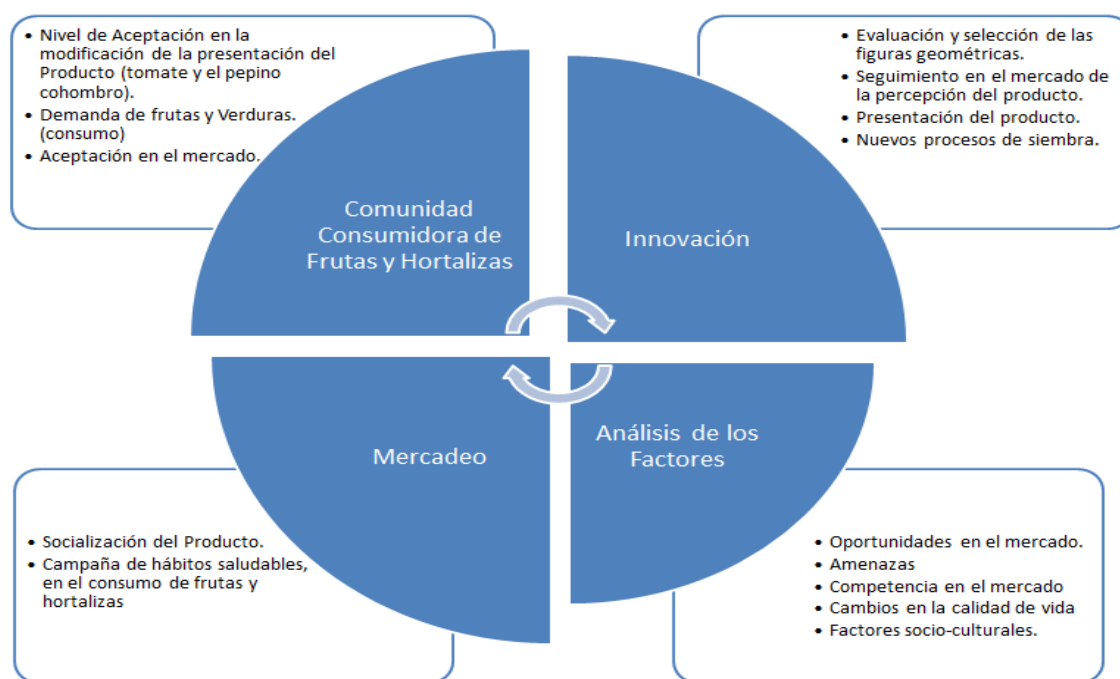 • Nivel de Aceptación en la
modificación de la presentación del
Producto (tomate y el pepino
cohombro).
• Demanda de frutas y Verduras.
(consumo)
• Aceptación en el mercado.
• Evaluación y selección de las
figuras geométricas.
• Seguimiento en el mercado de
la percepción del producto.
• Presentación del producto.
• Nuevos procesos de siembra.
Comunidad
Consumidora de
Frutas y Hortalizas
Innovación
Mercadeo
Análisis de los
Factores
• Socialización del Producto.
• Campaña de hábitos saludables,
en el consumo de frutas y
hortalizas
• Oportunidades en el mercado.
• Amenazas
• Competencia en el mercado
• Cambios en la calidad de vida
• Factores socio-culturales.